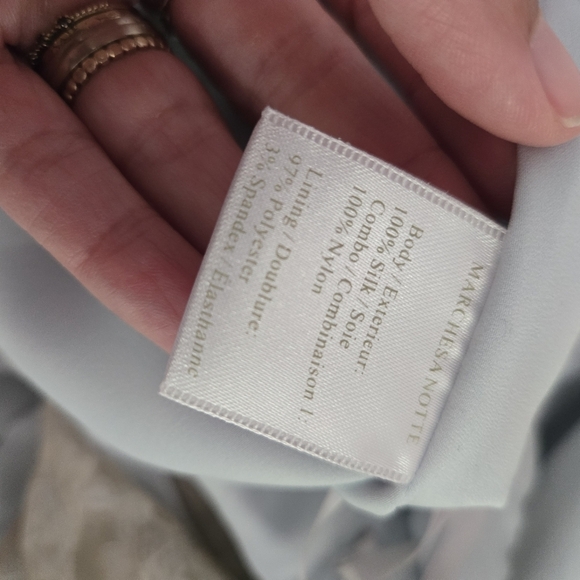 MARCHESA NOTTE
Body / Exterieur:
100% Silk / Soie
Combo / Combinaison 1:
100% Nylon
Lining / Doublure:
97% Polyester
3% Spandex / Elasthanne